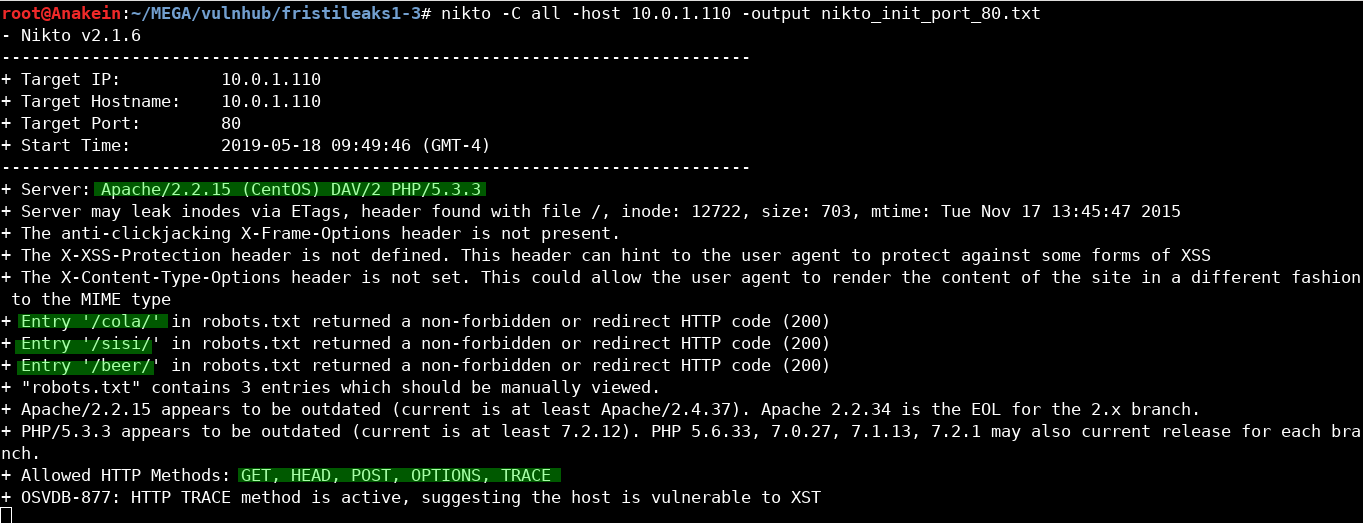 root@Anakein:~/MEGA/vulnhub/fristileaks1-3# nikto -C all -host 10.0.1.110 -output nikto_init_port_80.txt
- Nikto v2.1.6
---------------------------------------------------------------------------
+ Target IP:          10.0.1.110
+ Target Hostname:    10.0.1.110
+ Target Port:        80
+ Start Time:         2019-05-18 09:49:46 (GMT-4)
---------------------------------------------------------------------------
+ Server: Apache/2.2.15 (CentOS) DAV/2 PHP/5.3.3
+ Server may leak inodes via ETags, header found with file /, inode: 12722, size: 703, mtime: Tue Nov 17 13:45:47 2015
+ The anti-clickjacking X-Frame-Options header is not present.
+ The X-XSS-Protection header is not defined. This header can hint to the user agent to protect against some forms of XSS
+ The X-Content-Type-Options header is not set. This could allow the user agent to render the content of the site in a different fashion
 to the MIME type
+ Entry '/cola/' in robots.txt returned a non-forbidden or redirect HTTP code (200)
+ Entry '/sisi/' in robots.txt returned a non-forbidden or redirect HTTP code (200)
+ Entry '/beer/' in robots.txt returned a non-forbidden or redirect HTTP code (200)
+ "robots.txt" contains 3 entries which should be manually viewed.
+ Apache/2.2.15 appears to be outdated (current is at least Apache/2.4.37). Apache 2.2.34 is the EOL for the 2.x branch.
+ PHP/5.3.3 appears to be outdated (current is at least 7.2.12). PHP 5.6.33, 7.0.27, 7.1.13, 7.2.1 may also current release for each bra
nch.
+ Allowed HTTP Methods: GET, HEAD, POST, OPTIONS, TRACE
+ OSVDB-877: HTTP TRACE method is active, suggesting the host is vulnerable to XST